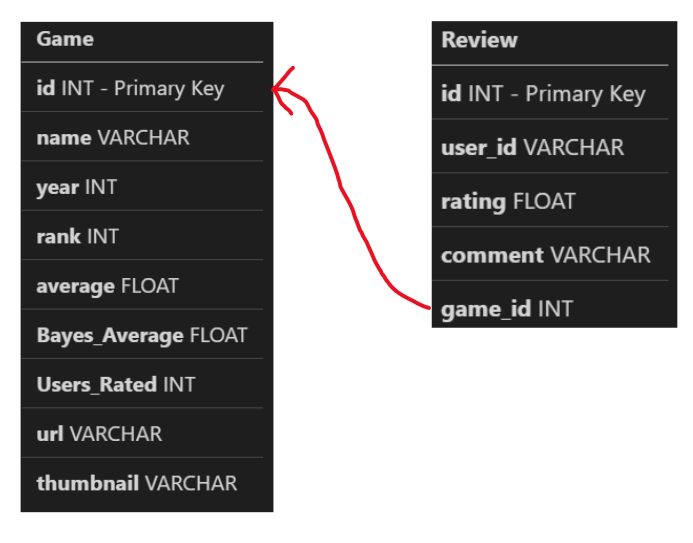 Game
id INT - Primary Key
name VARCHAR
year INT
rank INT
average FLOAT
Bayes_Average FLOAT
Users_Rated INT
url VARCHAR
thumbnail VARCHAR
Review
id INT - Primary Key
user_id VARCHAR
rating FLOAT
comment VARCHAR
game_id INT